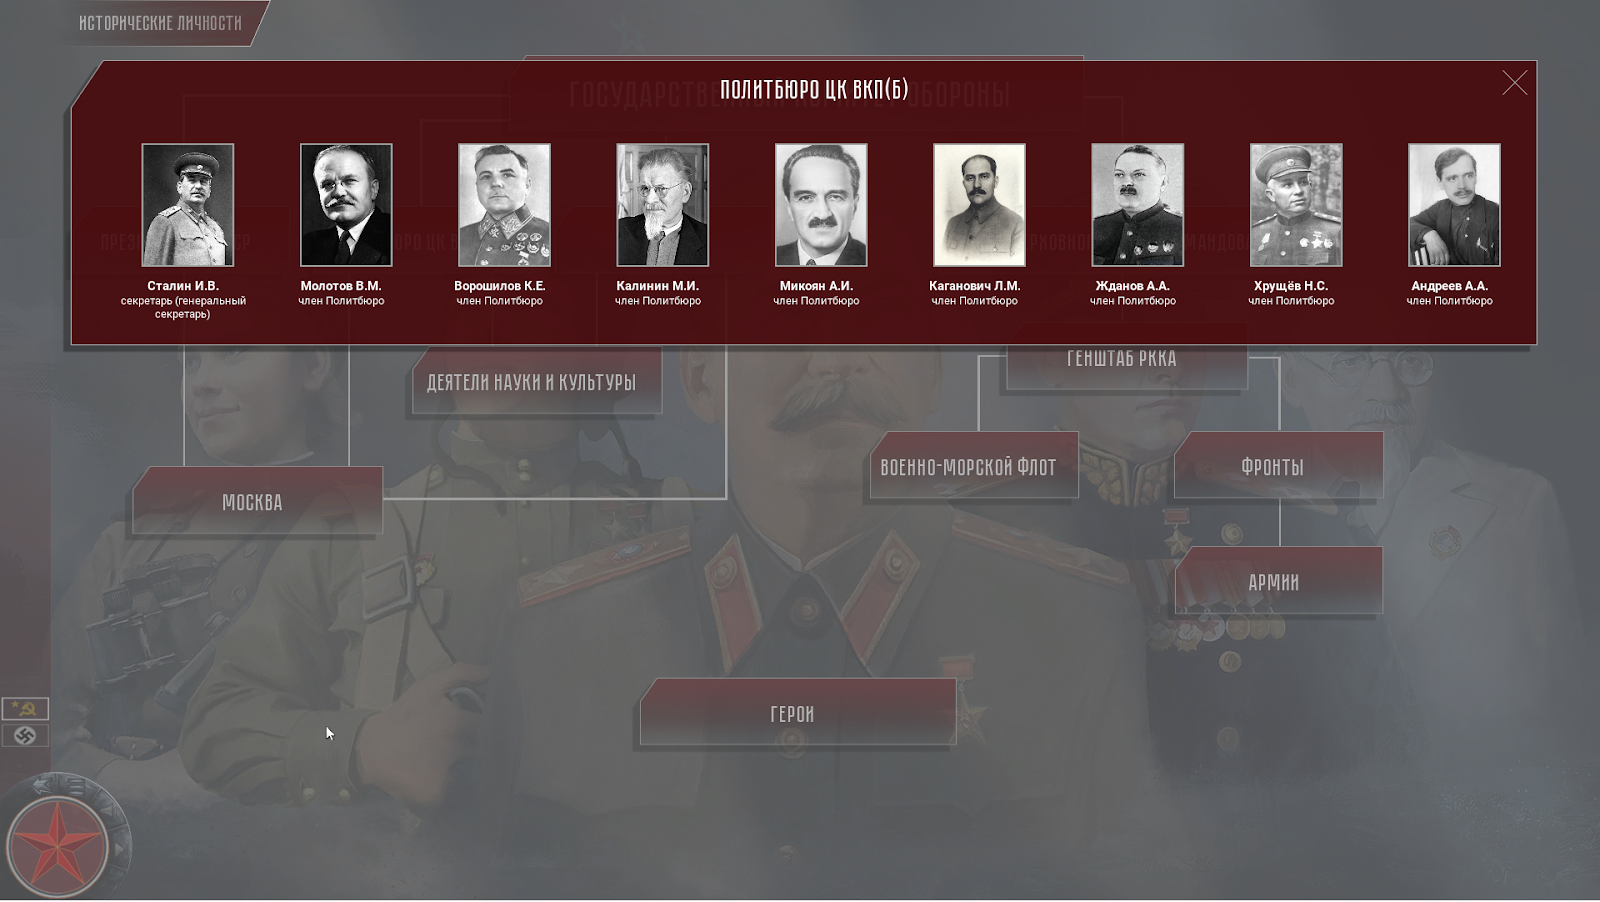 ИСТОРИЧЕСКИЕ ЛИЧНОСТИ
ПОЛИТБЮРО ЦК ВКП(Б)
Сталин И.В.
секретарь (генеральный
секретарь)
Молотов В.М.
член Политбюро
Ворошилов К.Е.
член Политбюро
Калинин М.И.
член Политбюро
Микоян А.И.
член Политбюро
Каганович Л.М.
член Политбюро
Жданов А.А.
член Политбюро
Хрущёв Н.С.
член Политбюро
Андреев А.А.
член Политбюро
ГЕНШТАБ РККА
ДЕЯТЕЛИ НАУКИ И КУЛЬТУРЫ
ВОЕННО-МОРСКОЙ ФЛОТ
ФРОНТЫ
МОСКВА
АРМИИ
ГЕРОИ